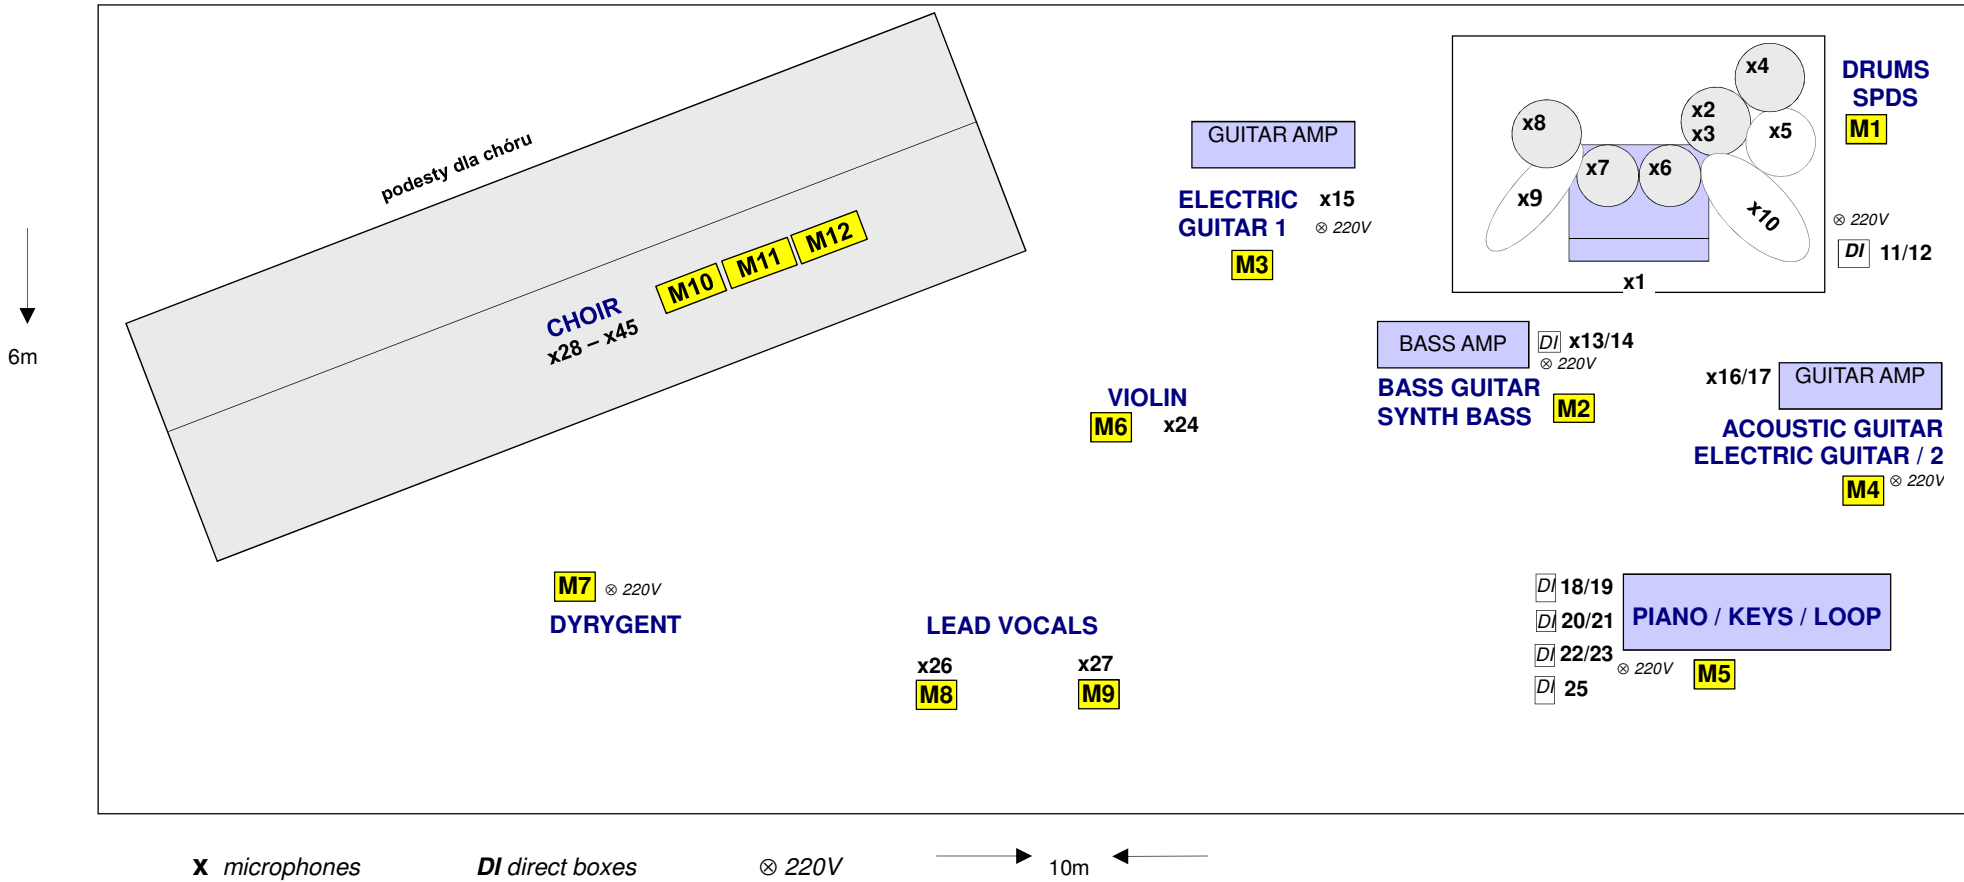 podesty dla chóru
CHOIR
x28 – x45
M10 M11 M12
GUITAR AMP
ELECTRIC x15
GUITAR 1 ⊗ 220V
M3
x4
x2
x3
x5
x8
x7
x6
x9
x10
x1
DRUMS
SPDS
M1
⊗ 220V
DI 11/12
BASS AMP
DI x13/14
⊗ 220V
BASS GUITAR
SYNTH BASS M2
x16/17 GUITAR AMP
ACOUSTIC GUITAR
ELECTRIC GUITAR / 2
M4 ⊗ 220V
VIOLIN
M6 x24
6m
M7 ⊗ 220V
DYRYGENT
LEAD VOCALS
x26 x27
M8 M9
DI 18/19
DI 20/21
DI 22/23
DI 25
PIANO / KEYS / LOOP
⊗ 220V M5
x microphones DI direct boxes ⊗ 220V 10m